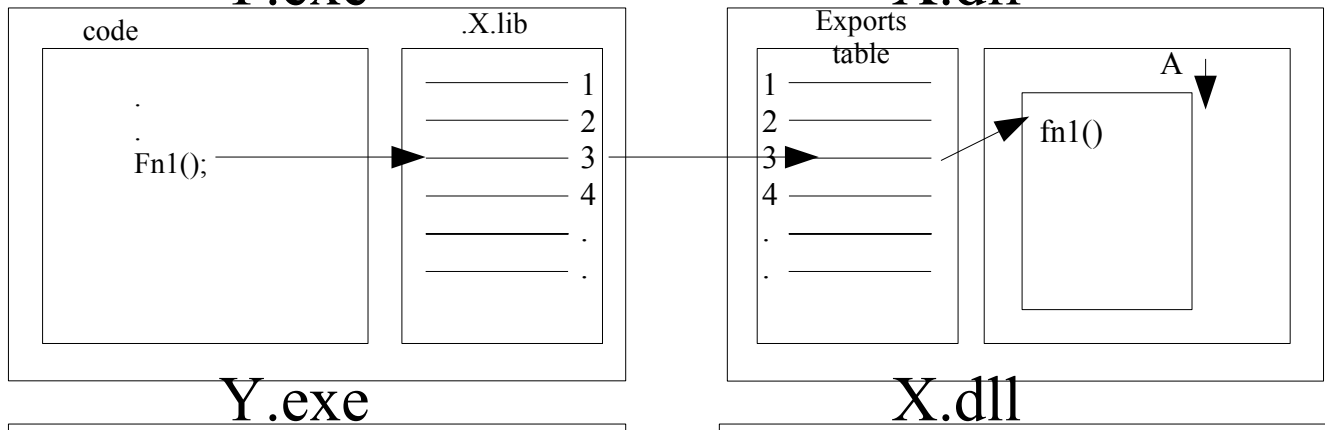 code
.X.lib
.
.
Fn1();
1
2
3
4
.
.
Exports
table
1
2
3
4
.
.
A
fn1()
Y.exe
X.dll